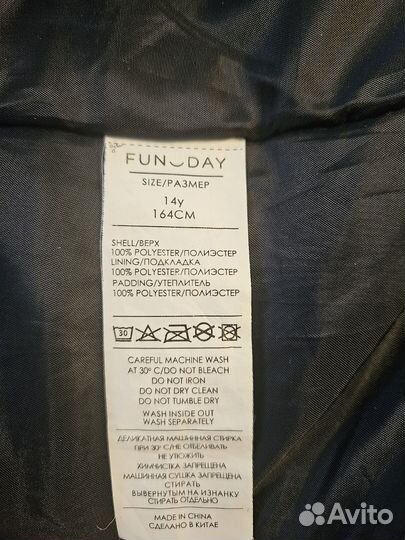 FUN DAY
SIZE/РАЗМЕР
14y
164CM
SHELL/ВЕРХ
100% POLYESTER/ПОЛИЭСТЕР
LINING/ПОДКЛАДКА
100% POLYESTER/ПОЛИЭСТЕР
PADDING/УТЕПЛИТЕЛЬ
100% POLYESTER/ПОЛИЭСТЕР
30
CAREFUL MACHINE WASH
AT 30° C/DO NOT BLEACH
DO NOT IRON
DO NOT DRY CLEAN
DO NOT TUMBLE DRY
WASH INSIDE OUT
WASH SEPARATELY
ДЕЛИКАТНАЯ МАШИННАЯ СТИРКА
ПРИ 30° С/НЕ ОТБЕЛИВАТЬ
НЕ УТЮЖИТЬ
ХИМЧИСТКА ЗАПРЕЩЕНА
МАШИННАЯ СУШКА ЗАПРЕЩЕНА
СТИРАТЬ
ВЫВЕРНУТЫМ НА ИЗНАНКУ
СТИРАТЬ ОТДЕЛЬНО
MADE IN CHINA
СДЕЛАНО В КИТАЕ
Avito